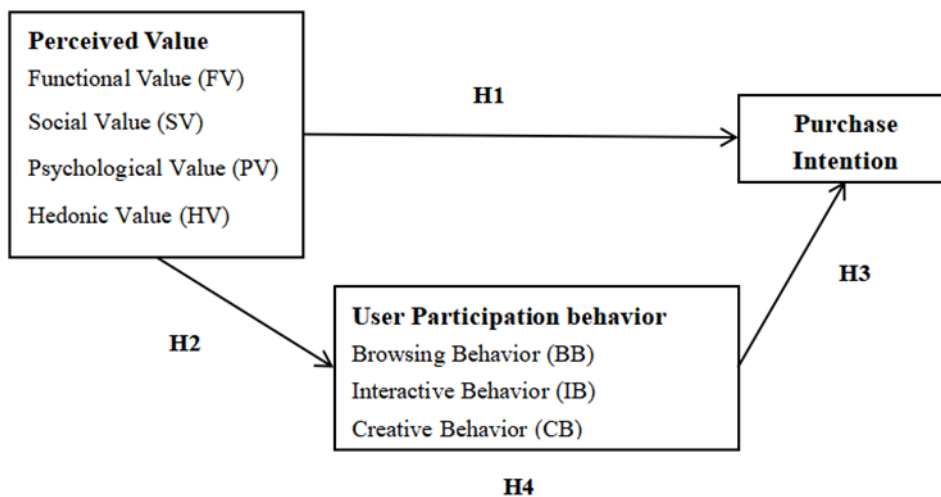 Perceived Value
Functional Value (FV)
Social Value (SV)
Psychological Value (PV)
Hedonic Value (HV)
H1
Purchase
Intention
H2
H3
User Participation behavior
Browsing Behavior (BB)
Interactive Behavior (IB)
Creative Behavior (CB)
H4